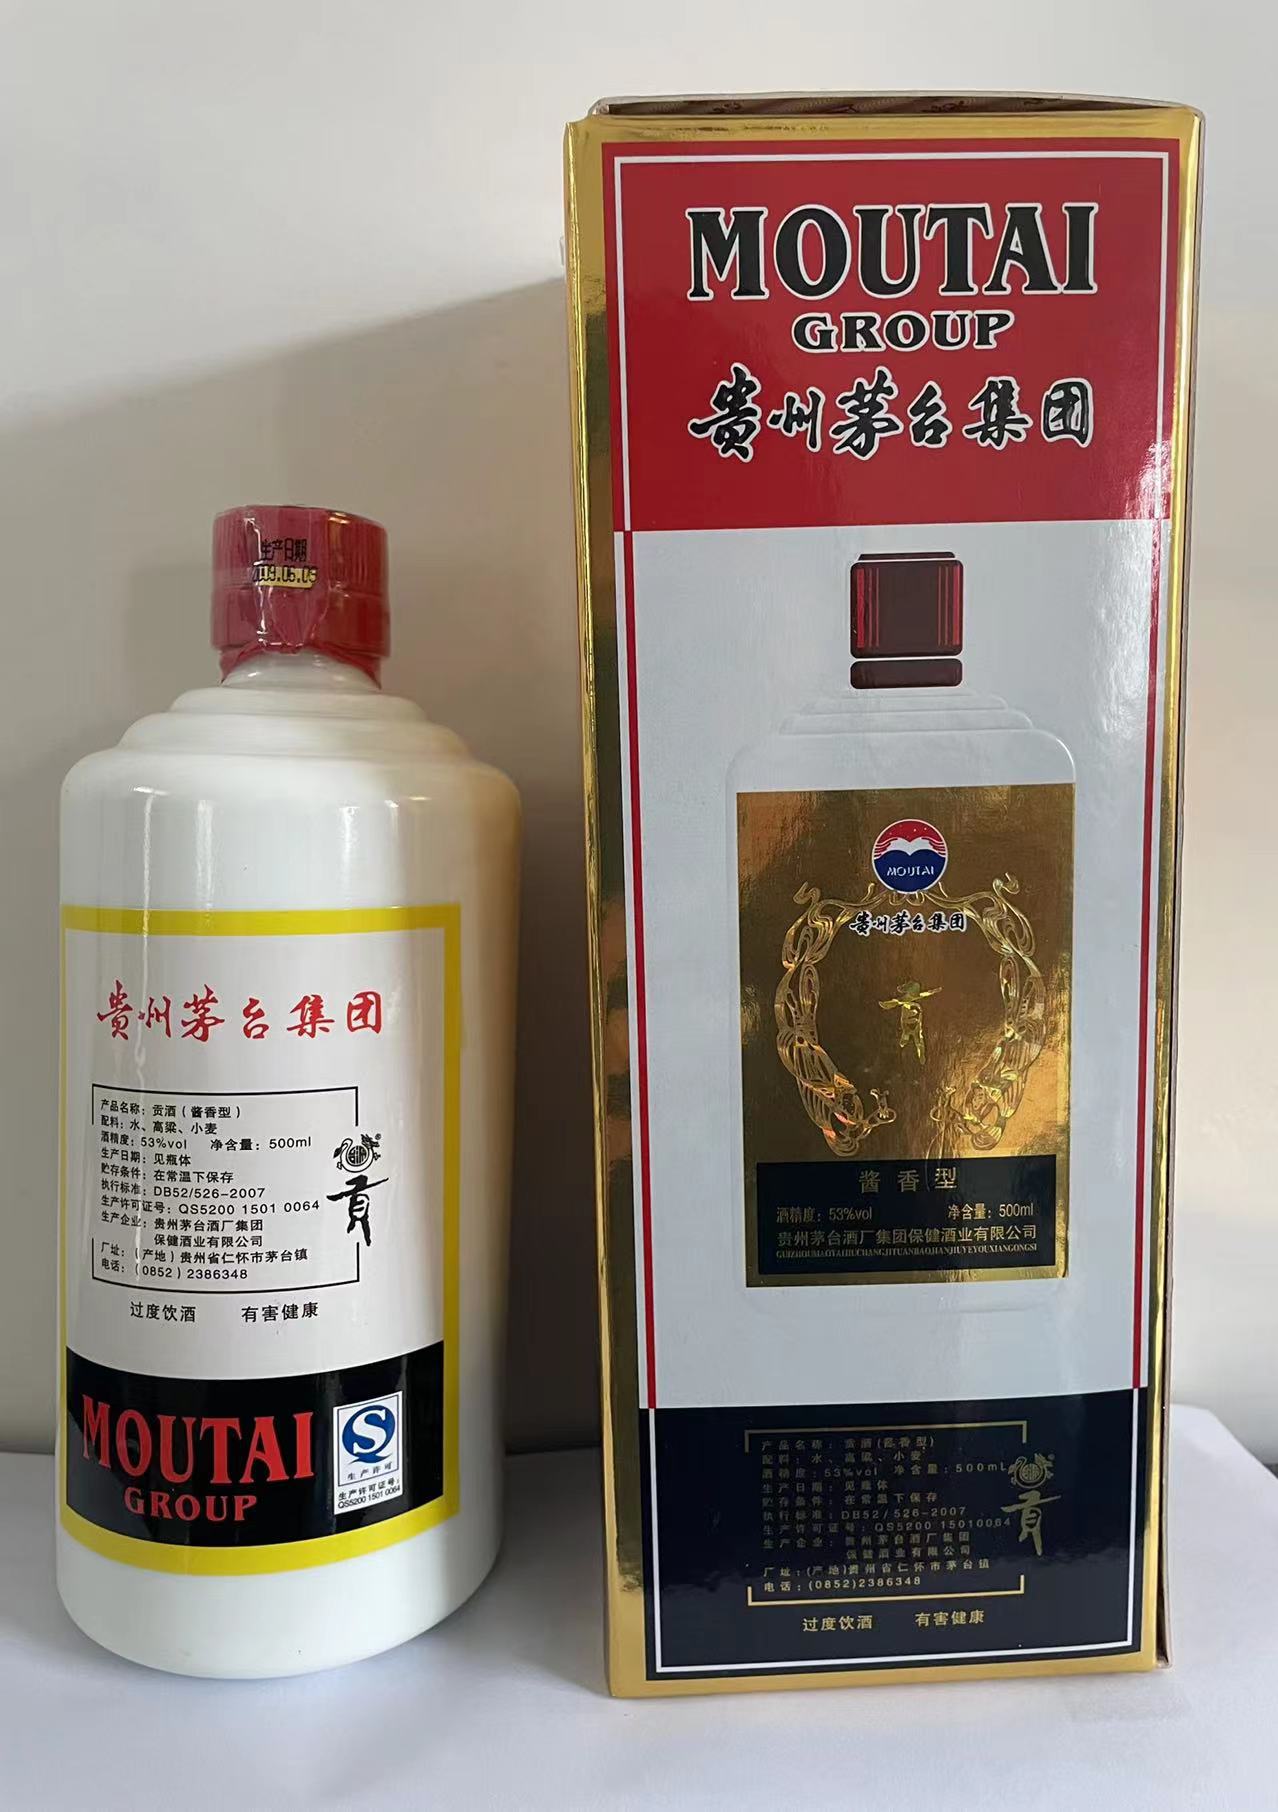 生产日期
2009.06.09
贵州茅台集团
产品名称：贡酒（酱香型）
配料：水、高粱、小麦
酒精度：53%vol 净含量：500ml
生产日期：见瓶体
贮存条件：在常温下保存
执行标准：DB52/526-2007
生产许可证号：QS5200 1501 0064
生产企业：贵州茅台酒厂集团
保健酒业有限公司
厂址：（产地）贵州省仁怀市茅台镇
电话：（0852）2386348
貢
过度饮酒 有害健康
MOUTAI
GROUP
生产许可
生产许可证号：
QS5200 1501 0064
MOUTAI
GROUP
贵州茅台集团
MOUTAI
贵州茅台集团
貢
酱香型
酒精度：53%vol 净含量：500ml
贵州茅台酒厂集团保健酒业有限公司
GUIZHOUMAOTAIJIUCHANGJITUANBAOJIANJIUYEYOUXIANGONGSI
产品名称：贡酒（酱香型）
配料：水、高粱、小麦
酒精度：53%vol 净含量：500mL
生产日期：见瓶体
贮存条件：在常温下保存
执行标准：DB52/526-2007
生产许可证号：QS5200 15010064
生产企业：贵州茅台酒厂集团
保健酒业有限公司
厂址：（产地）贵州省仁怀市茅台镇
电话：(0852)2386348
貢
过度饮酒 有害健康